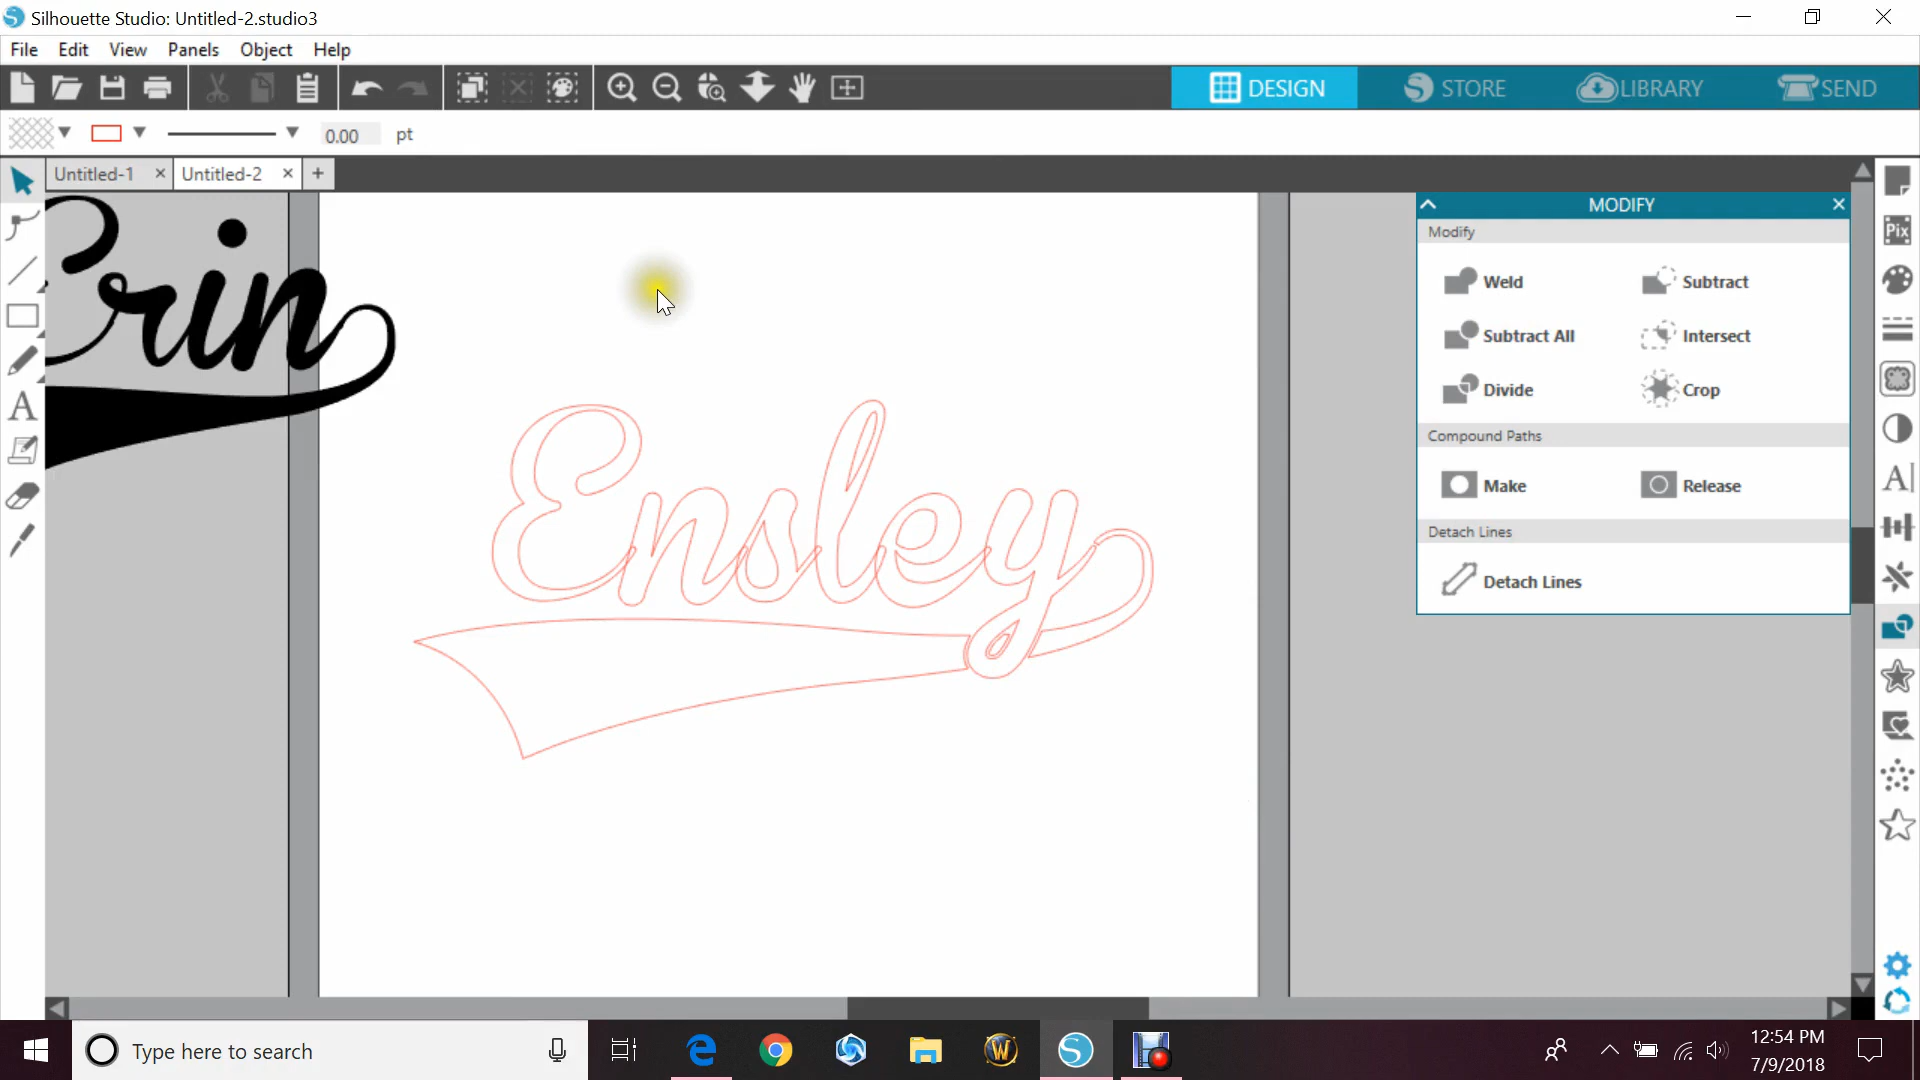 Silhouette Studio: Untitled-2.studio3
File Edit View Panels Object Help
DESIGN STORE LIBRARY SEND
0.00 pt
Untitled-1 Untitled-2
MODIFY
Modify
Weld Subtract
Subtract All Intersect
Divide Crop
Compound Paths
Make Release
Detach Lines
Detach Lines
Erin
Ensley
Type here to search
12:54 PM
7/9/2018